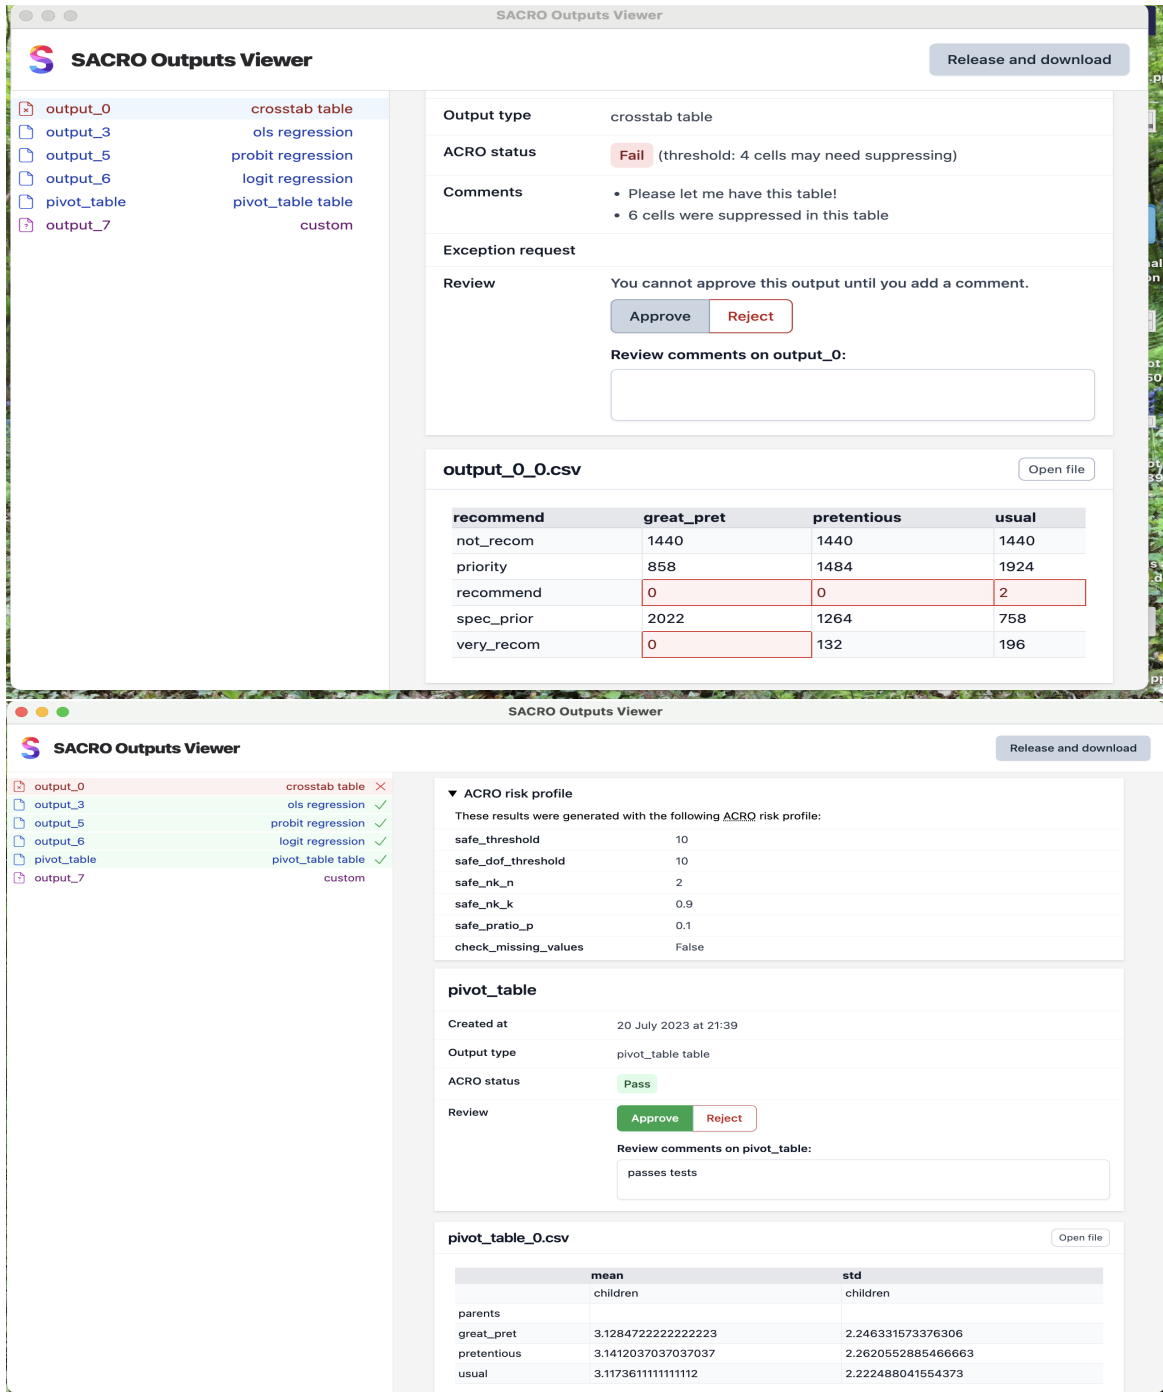 SACRO Outputs Viewer
SACRO Outputs Viewer
Release and download
output_0 crosstab table
output_3 ols regression
output_5 probit regression
output_6 logit regression
pivot_table pivot_table table
output_7 custom
Output type crosstab table
ACRO status Fail (threshold: 4 cells may need suppressing)
Comments • Please let me have this table!
• 6 cells were suppressed in this table
Exception request
Review You cannot approve this output until you add a comment.
Approve Reject
Review comments on output_0:
output_0_0.csv Open file
recommend great_pret pretentious usual
not_recom 1440 1440 1440
priority 858 1484 1924
recommend 0 0 2
spec_prior 2022 1264 758
very_recom 0 132 196
SACRO Outputs Viewer
SACRO Outputs Viewer
Release and download
output_0 crosstab table
output_3 ols regression
output_5 probit regression
output_6 logit regression
pivot_table pivot_table table
output_7 custom
ACRO risk profile
These results were generated with the following ACRO risk profile:
safe_threshold 10
safe_dof_threshold 10
safe_nk_n 2
safe_nk_k 0.9
safe_pratio_p 0.1
check_missing_values False
pivot_table
Created at 20 July 2023 at 21:39
Output type pivot_table table
ACRO status Pass
Review Approve Reject
Review comments on pivot_table:
passes tests
pivot_table_0.csv Open file
mean std
children children
parents
great_pret 3.1284722222222223 2.246331573376306
pretentious 3.1412037037037037 2.2620552885466663
usual 3.1173611111111112 2.222488041554373